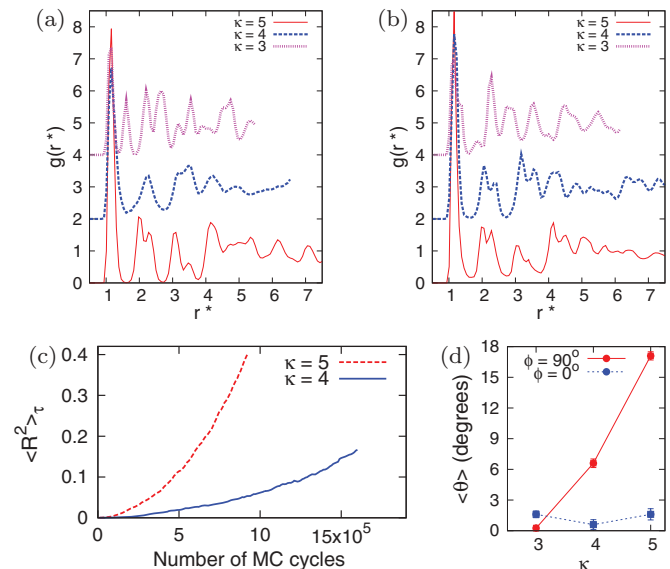 (a)
κ = 5
κ = 4
κ = 3
g(r*)
8
7
6
5
4
3
2
1
0
1 2 3 4 5 6 7
r *
(b)
κ = 5
κ = 4
κ = 3
g(r*)
8
7
6
5
4
3
2
1
0
1 2 3 4 5 6 7
r *
(c)
κ = 5
κ = 4
<R²>τ
0.4
0.3
0.2
0.1
0
0 5 10 15x10⁵
Number of MC cycles
(d)
ϕ = 90°
ϕ = 0°
<θ> (degrees)
18
15
12
9
6
3
0
3 4 5
κ